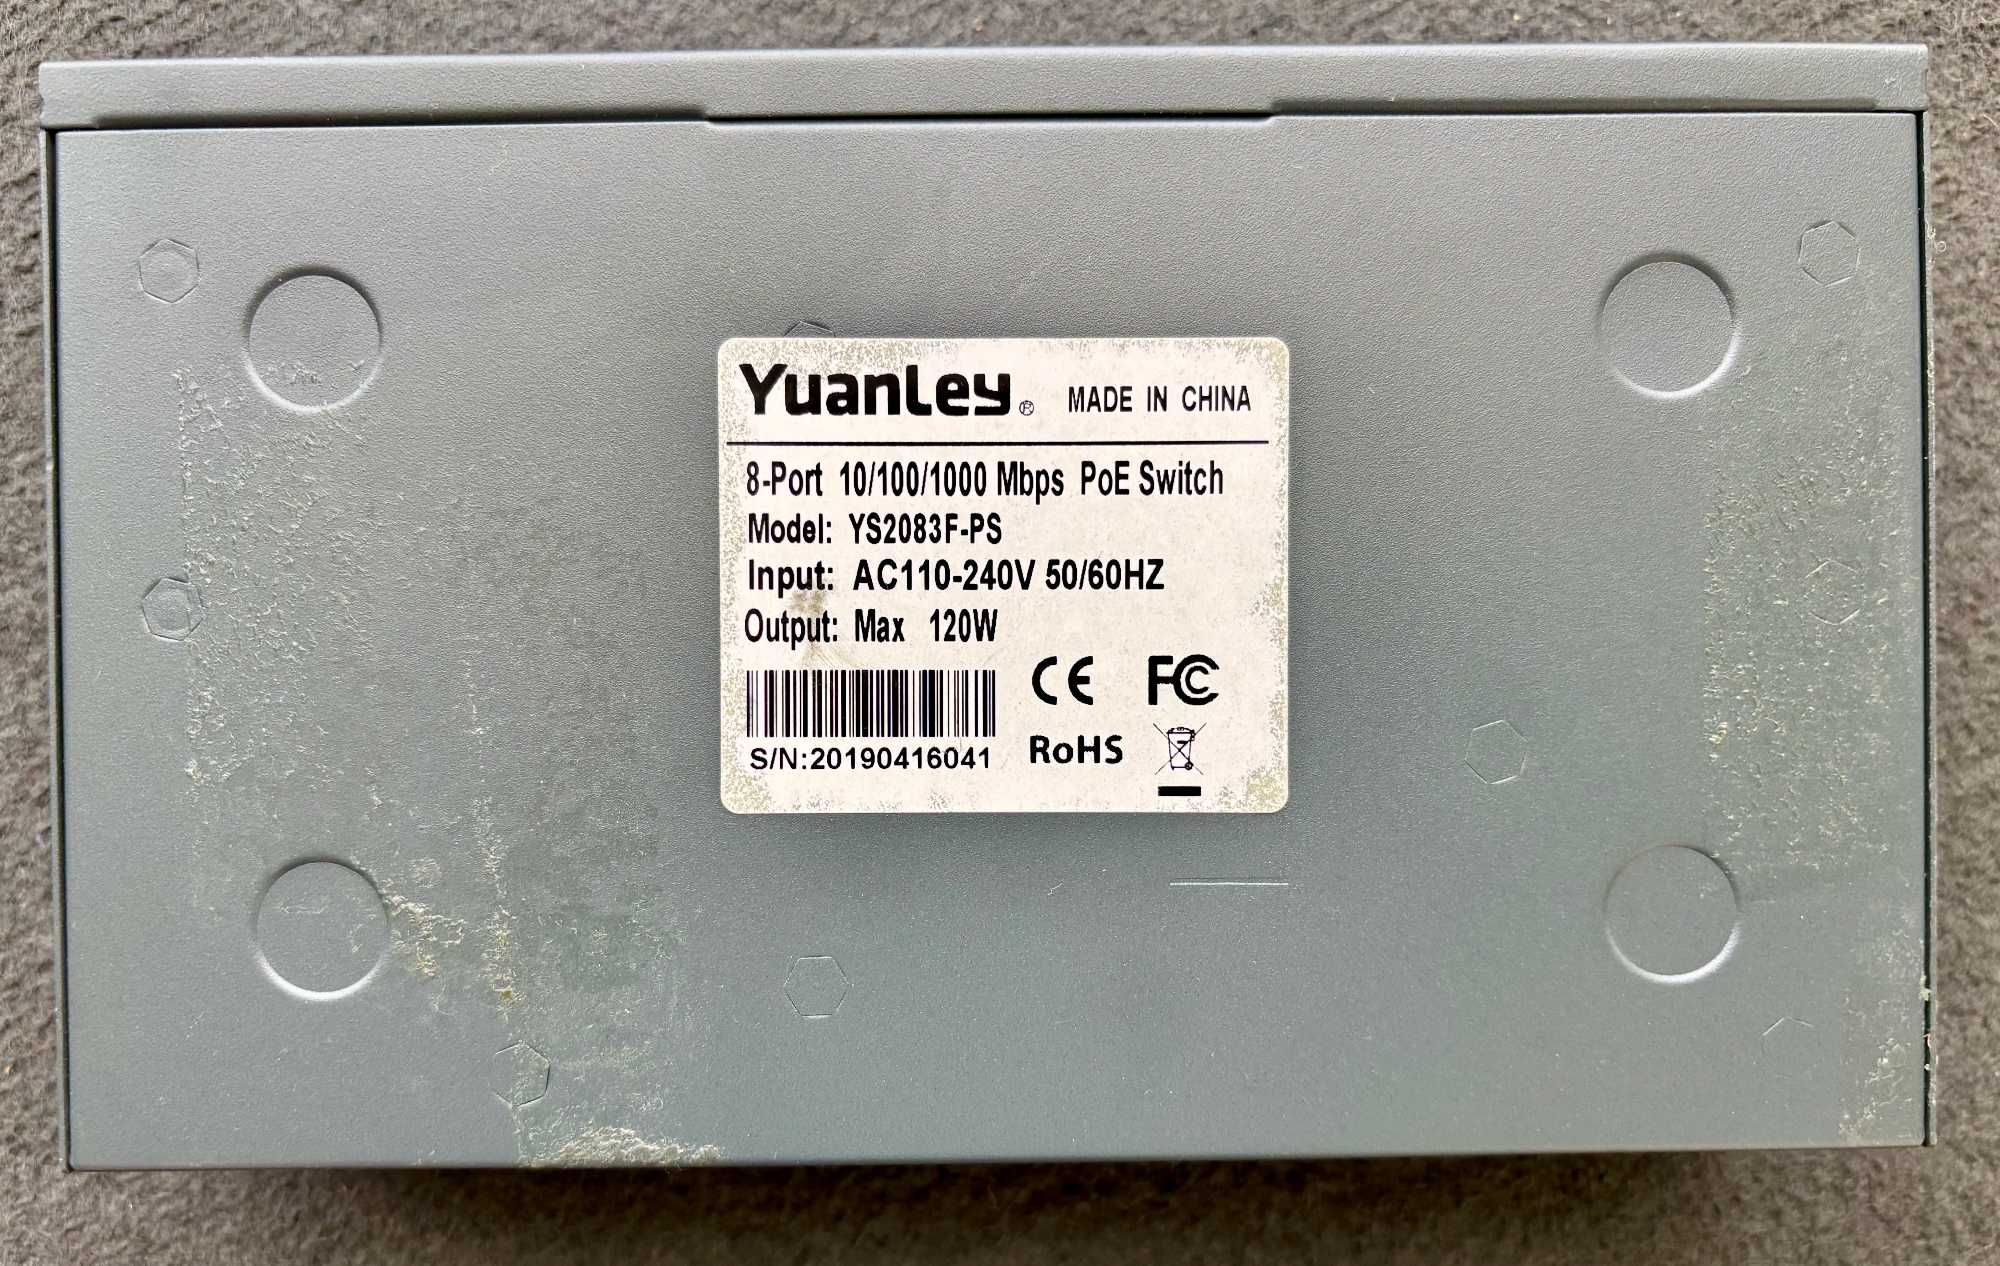 YuanLey® MADE IN CHINA
8-Port 10/100/1000 Mbps PoE Switch
Model: YS2083F-PS
Input: AC110-240V 50/60HZ
Output: Max 120W
CE FC
S/N:20190416041 RoHS